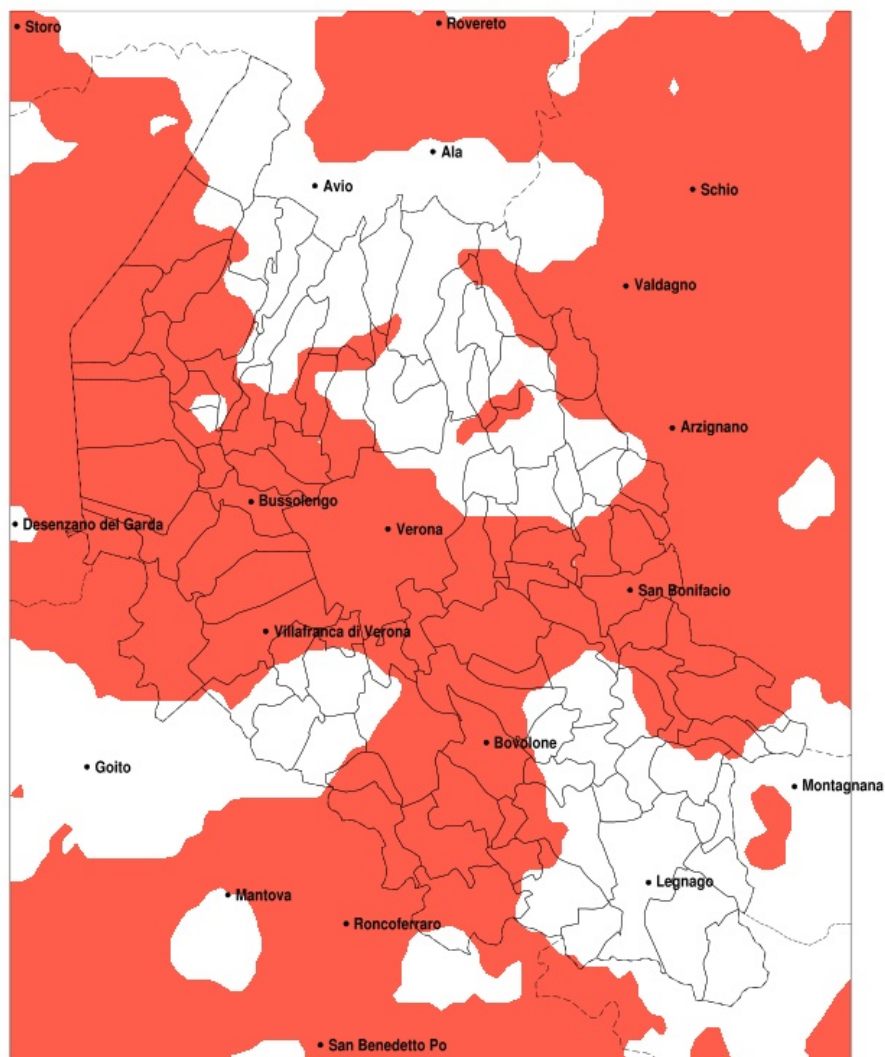 Storo
Rovereto
Ala
Avio
Schio
Valdagno
Arzignano
Bussolengo
Desenzano del Garda
Verona
San Bonifacio
Villafranca di Verona
Bovolone
Goito
Montagnana
Legnago
Mantova
Roncoferraro
San Benedetto Po